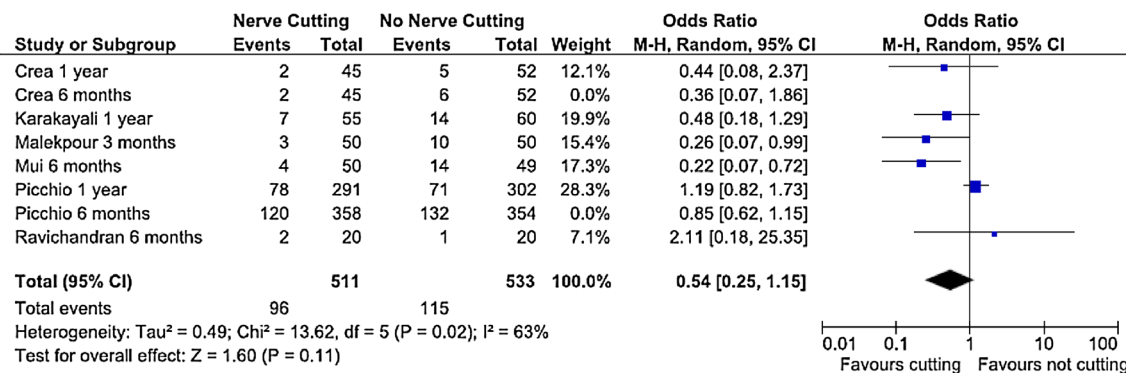 Nerve Cutting No Nerve Cutting Odds Ratio Odds Ratio
Study or Subgroup Events Total Events Total Weight M-H, Random, 95% CI M-H, Random, 95% CI
Crea 1 year 2 45 5 52 12.1% 0.44 [0.08, 2.37]
Crea 6 months 2 45 6 52 0.0% 0.36 [0.07, 1.86]
Karakayali 1 year 7 55 14 60 19.9% 0.48 [0.18, 1.29]
Malekpour 3 months 3 50 10 50 15.4% 0.26 [0.07, 0.99]
Mui 6 months 4 50 14 49 17.3% 0.22 [0.07, 0.72]
Picchio 1 year 78 291 71 302 28.3% 1.19 [0.82, 1.73]
Picchio 6 months 120 358 132 354 0.0% 0.85 [0.62, 1.15]
Ravichandran 6 months 2 20 1 20 7.1% 2.11 [0.18, 25.35]
Total (95% CI) 511 533 100.0% 0.54 [0.25, 1.15]
Total events 96 115
Heterogeneity: Tau² = 0.49; Chi² = 13.62, df = 5 (P = 0.02); I² = 63%
Test for overall effect: Z = 1.60 (P = 0.11)
0.01 0.1 1 10 100
Favours cutting Favours not cutting